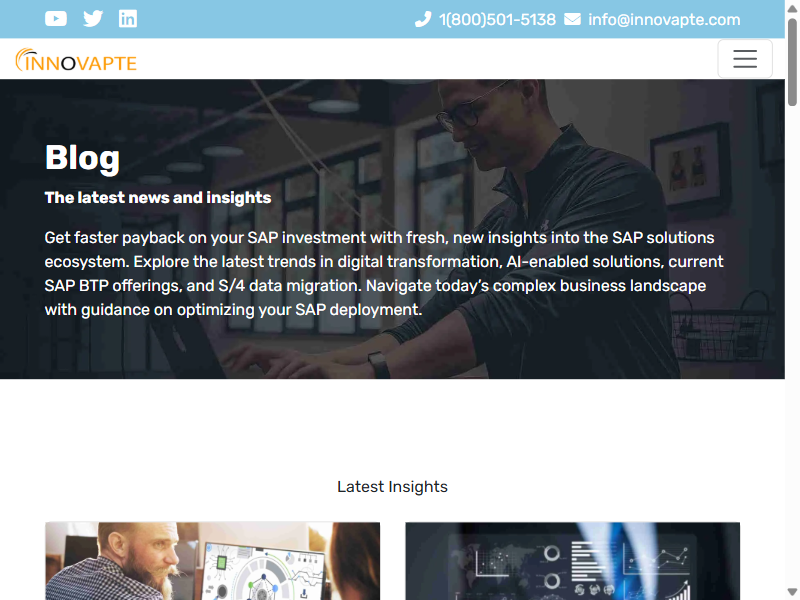 1(800)501-5138 info@innovapte.com
INNOVAPTE
Blog
The latest news and insights
Get faster payback on your SAP investment with fresh, new insights into the SAP solutions
ecosystem. Explore the latest trends in digital transformation, AI-enabled solutions, current
SAP BTP offerings, and S/4 data migration. Navigate today's complex business landscape
with guidance on optimizing your SAP deployment.
Latest Insights